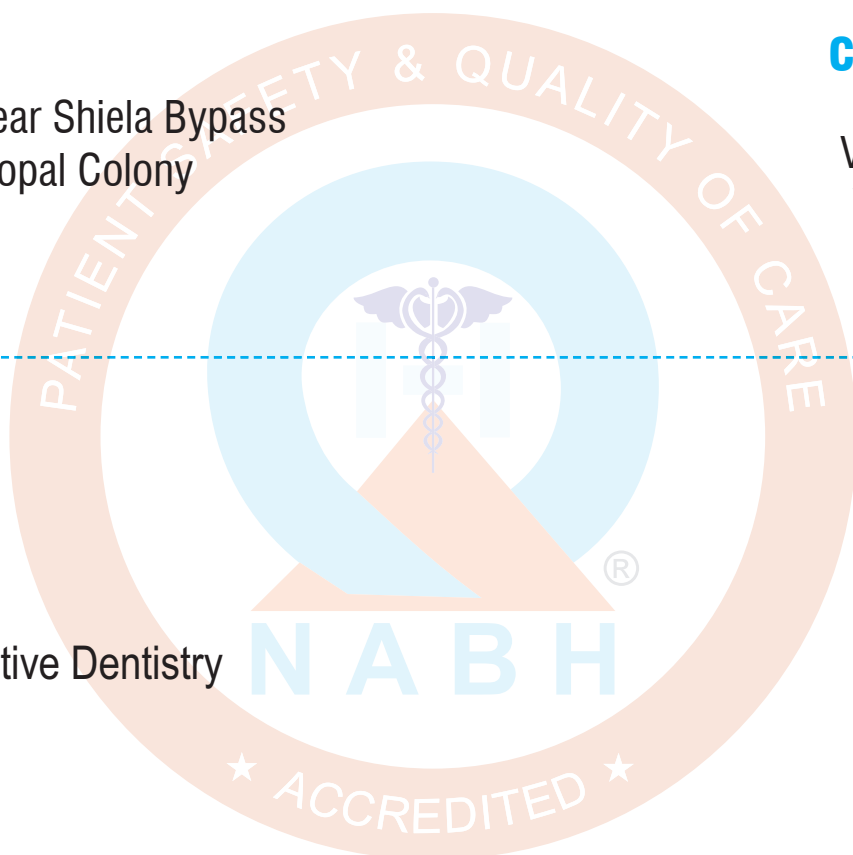 PATIENT SAFETY & QUALITY OF CARE
ear Shiela Bypass
opal Colony
®
tive Dentistry
NABH
★ ACCREDITED ★